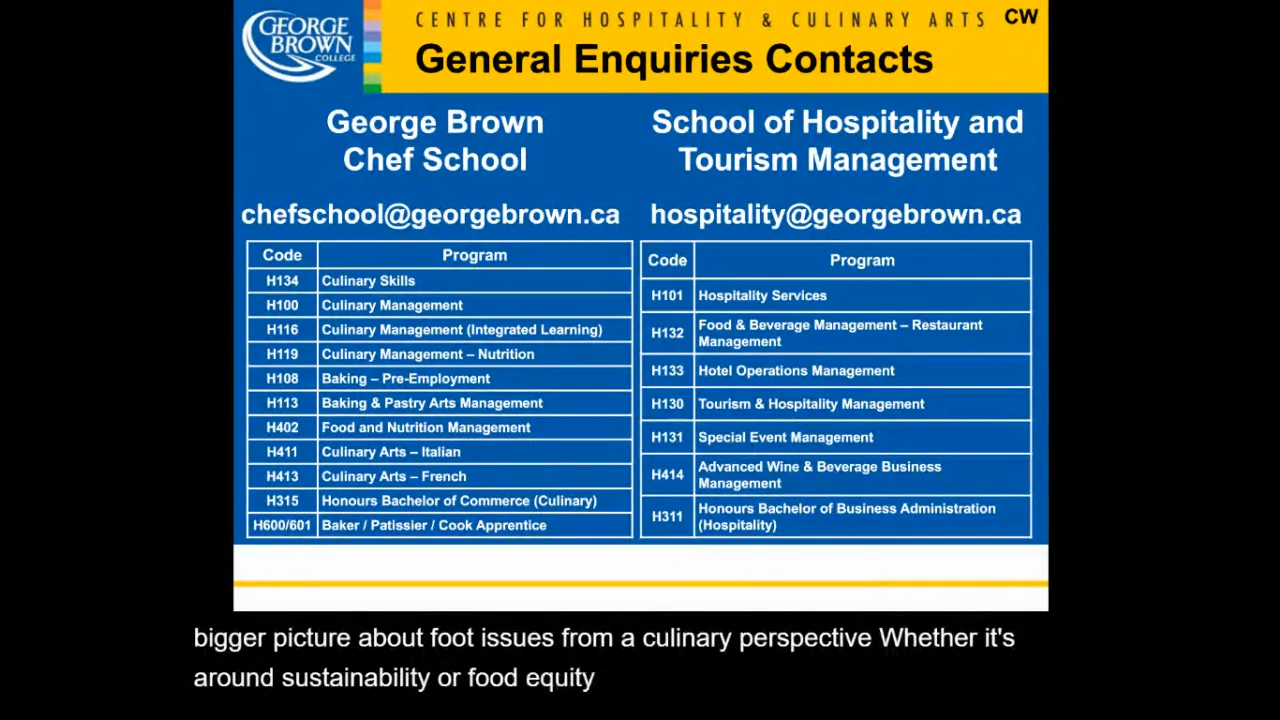 GEORGE
BROWN
COLLEGE
CENTRE FOR HOSPITALITY & CULINARY ARTS CW
General Enquiries Contacts
George Brown
Chef School
chefschool@georgebrown.ca
Code Program
H134 Culinary Skills
H100 Culinary Management
H116 Culinary Management (Integrated Learning)
H119 Culinary Management – Nutrition
H108 Baking – Pre-Employment
H113 Baking & Pastry Arts Management
H402 Food and Nutrition Management
H411 Culinary Arts – Italian
H413 Culinary Arts – French
H315 Honours Bachelor of Commerce (Culinary)
H600/601 Baker / Patissier / Cook Apprentice
School of Hospitality and
Tourism Management
hospitality@georgebrown.ca
Code Program
H101 Hospitality Services
H132 Food & Beverage Management – Restaurant
Management
H133 Hotel Operations Management
H130 Tourism & Hospitality Management
H131 Special Event Management
H414 Advanced Wine & Beverage Business
Management
H311 Honours Bachelor of Business Administration
(Hospitality)
bigger picture about foot issues from a culinary perspective Whether it's
around sustainability or food equity